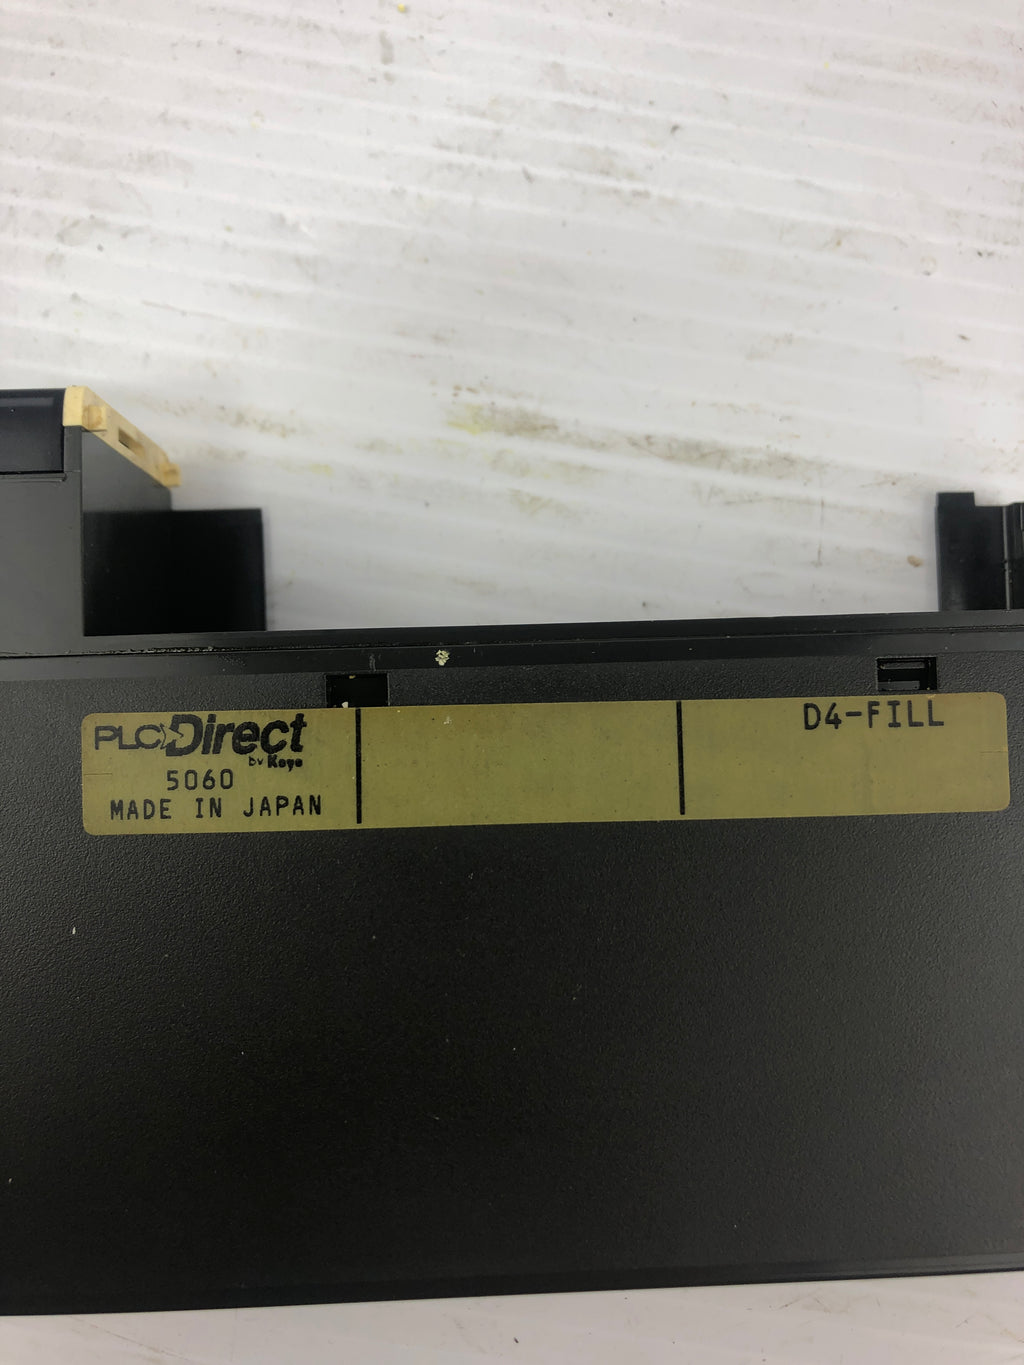 PLC Direct
by Koyo
5060
MADE IN JAPAN
D4-FILL